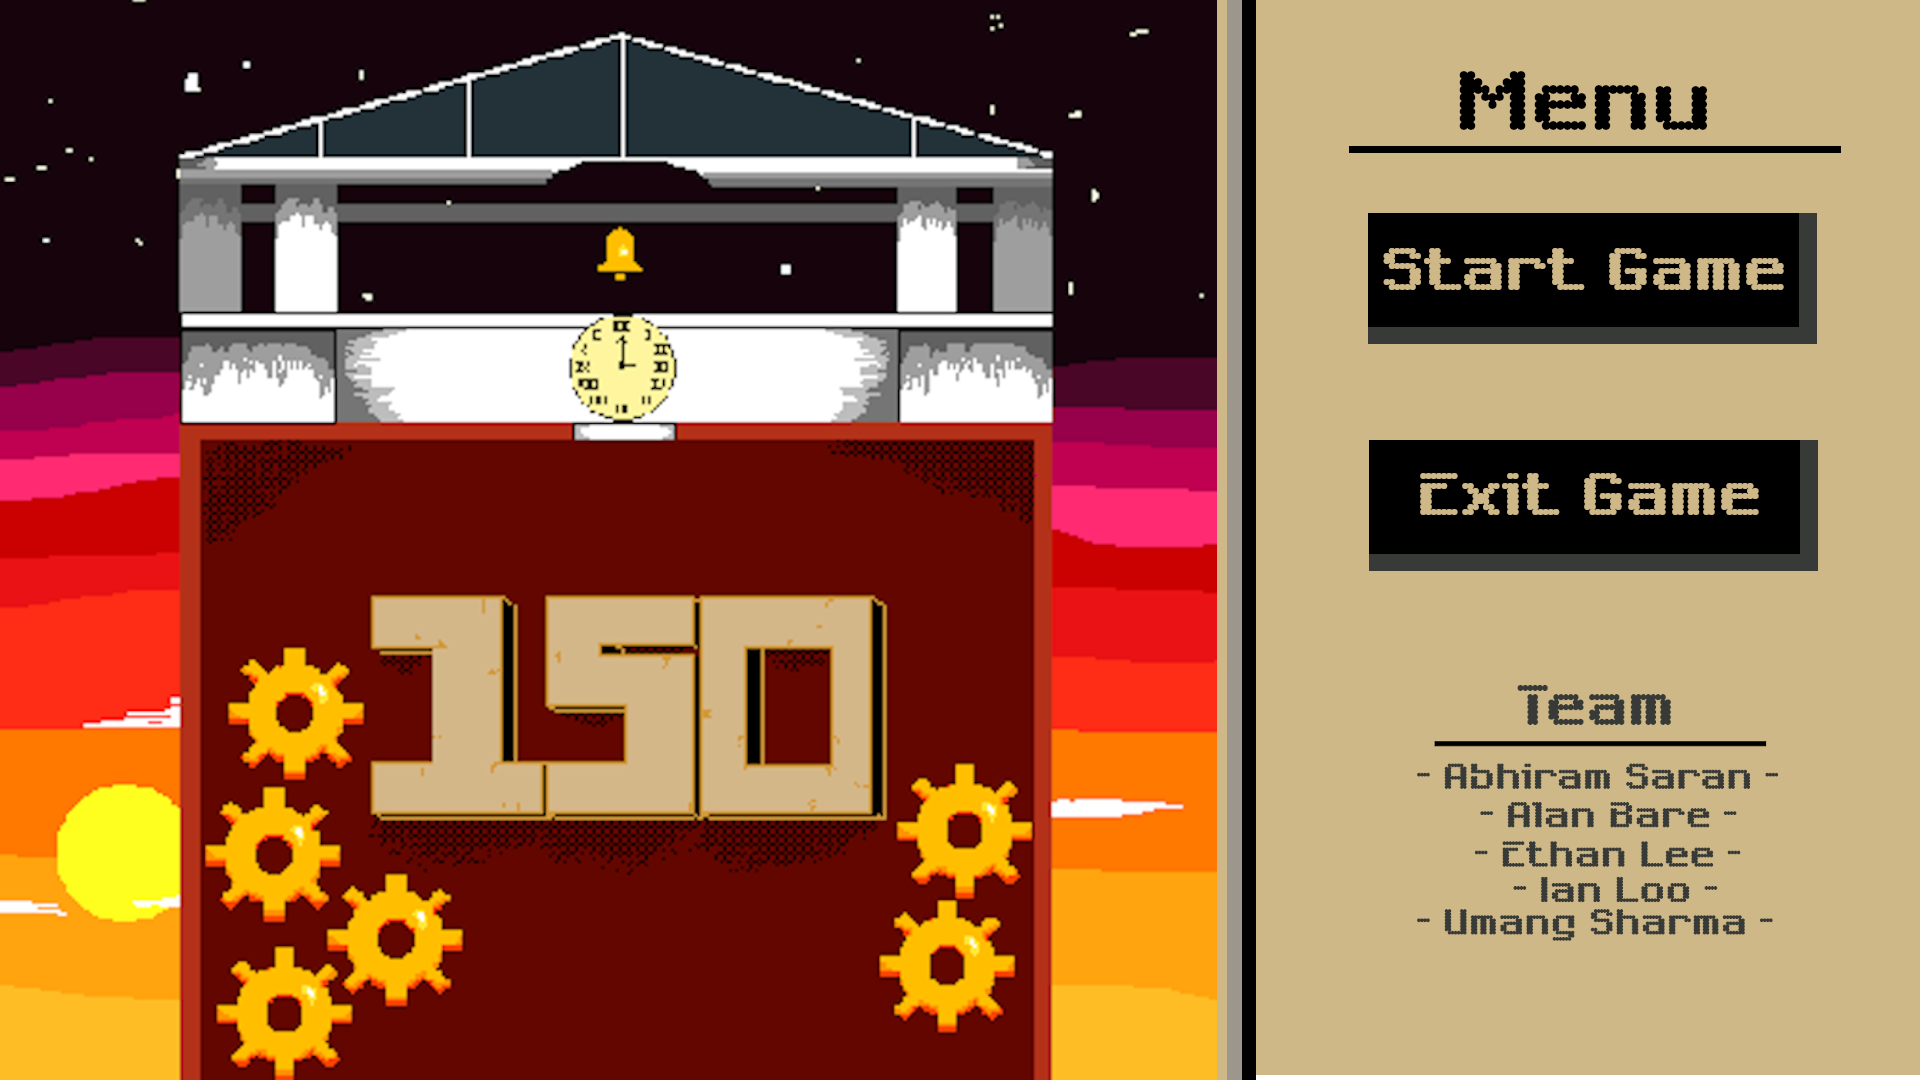 150
Menu
Start Game
Exit Game
Team
- Abhiram Saran -
- Alan Bare -
- Ethan Lee -
- Ian Loo -
- Umang Sharma -